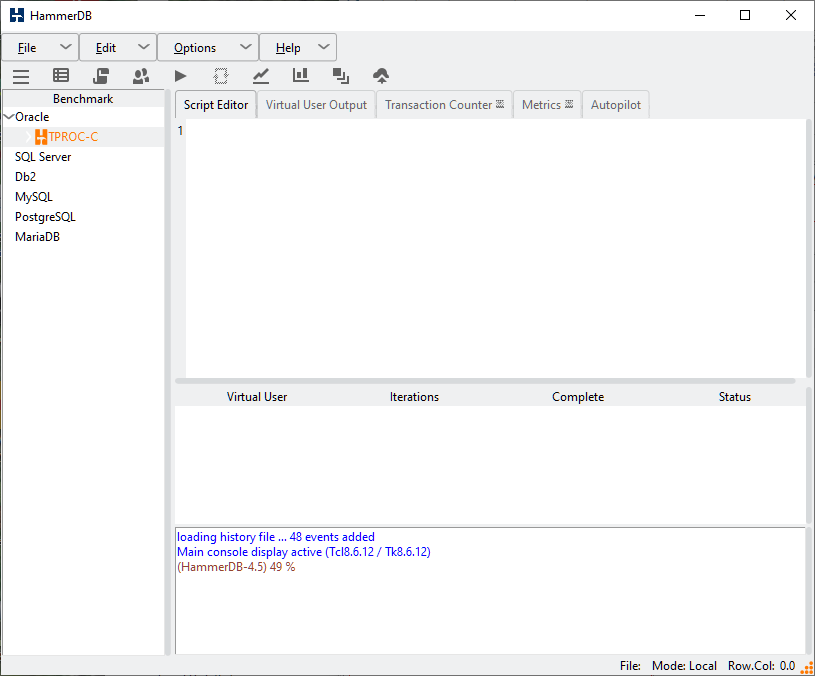 HammerDB
File Edit Options Help
Benchmark
Oracle
TPROC-C
SQL Server
Db2
MySQL
PostgreSQL
MariaDB
Script Editor Virtual User Output Transaction Counter Metrics Autopilot
1
Virtual User Iterations Complete Status
loading history file ... 48 events added
Main console display active (Tcl8.6.12 / Tk8.6.12)
(HammerDB-4.5) 49 %
File: Mode: Local Row.Col: 0.0